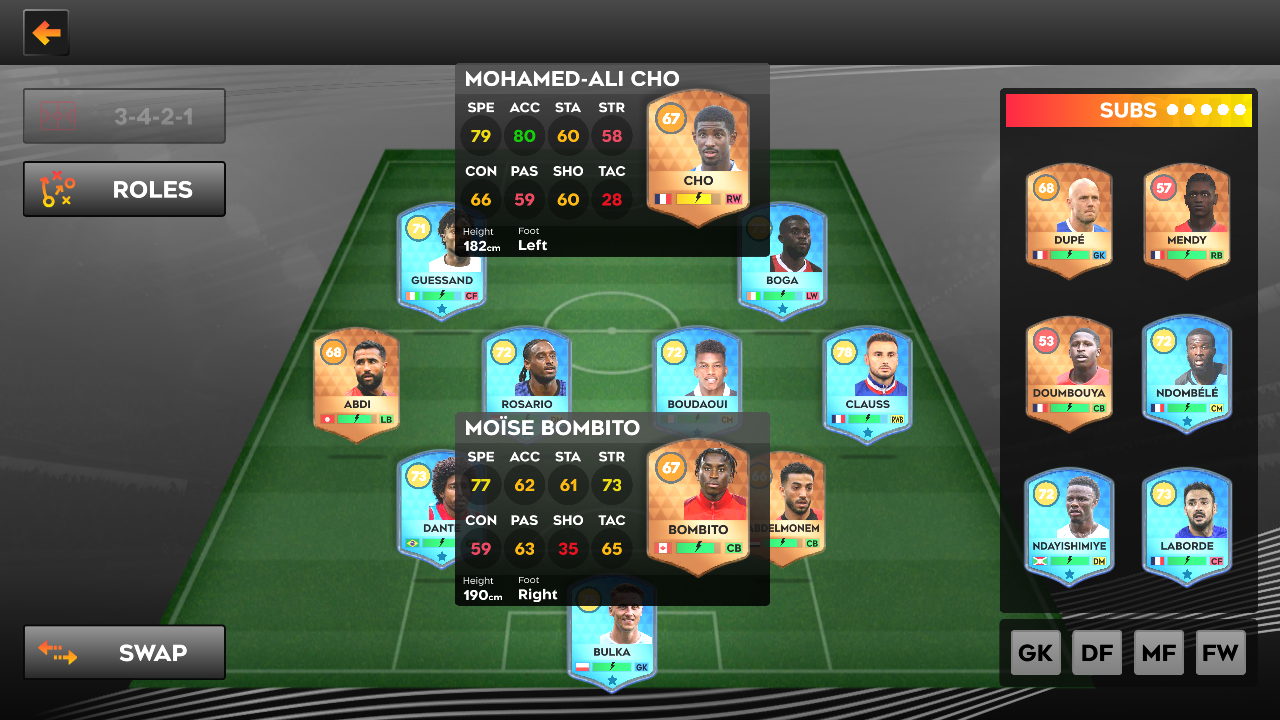 MOHAMED-ALI CHO
SPE ACC STA STR
79 80 60 58
CON PAS SHO TAC
66 59 60 28
Height Foot
182cm Left
67
CHO
RW
3-4-2-1
ROLES
SUBS
71
GUESSAND
CF
BOGA
LW
68
DUPÉ
GK
57
MENDY
RB
68
ABDI
LB
72
ROSARIO
72
BOUDAOUI
CM
78
CLAUSS
RWB
53
DOUMBOUYA
CB
72
NDOMBÉLÉ
CM
MOÏSE BOMBITO
SPE ACC STA STR
77 62 61 73
CON PAS SHO TAC
59 63 35 65
Height Foot
190cm Right
67
BOMBITO
CB
73
DANTE
BDELMONEM
CB
72
NDAYISHIMIYE
DM
73
LABORDE
CF
BULKA
GK
SWAP
GK DF MF FW